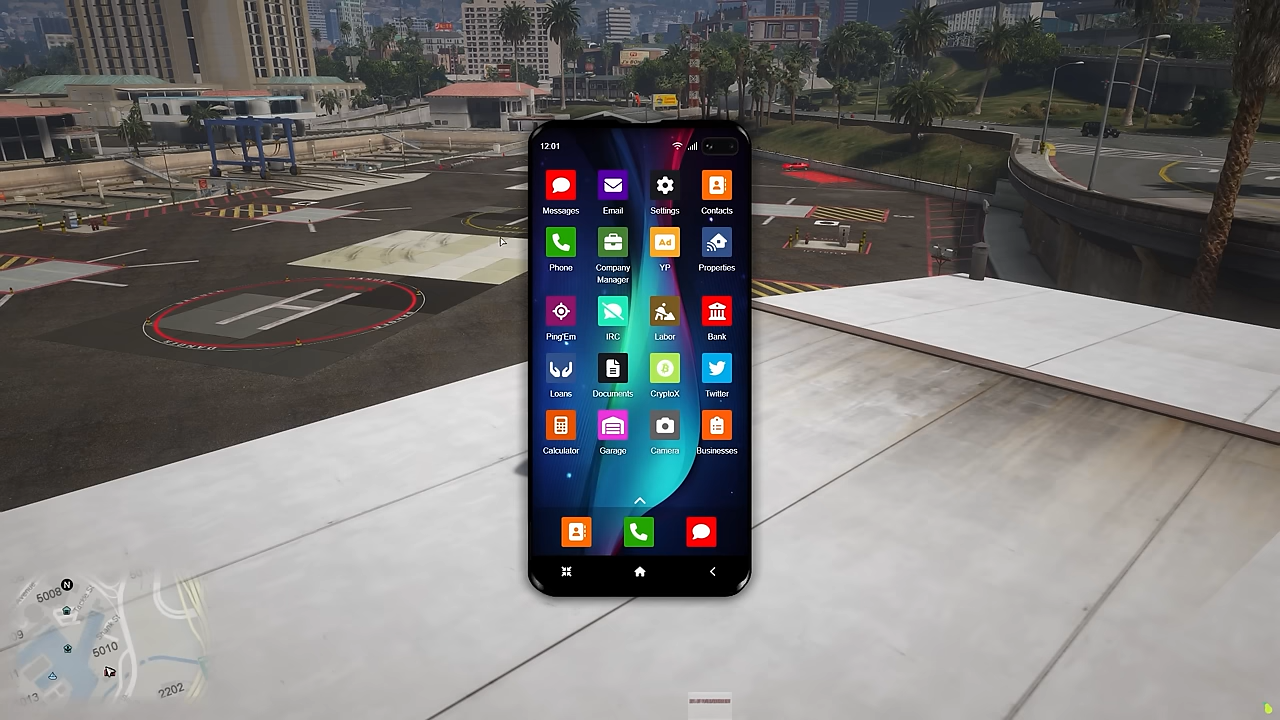 12.01
Messages
Email
Settings
Contacts
Phone
Company
Manager
Ad
YP
Properties
Ping'Em
IRC
Labor
Bank
Loans
Documents
CryptoX
Twitter
Calculator
Garage
Camera
Businesses
H
N
5008
5010
2202